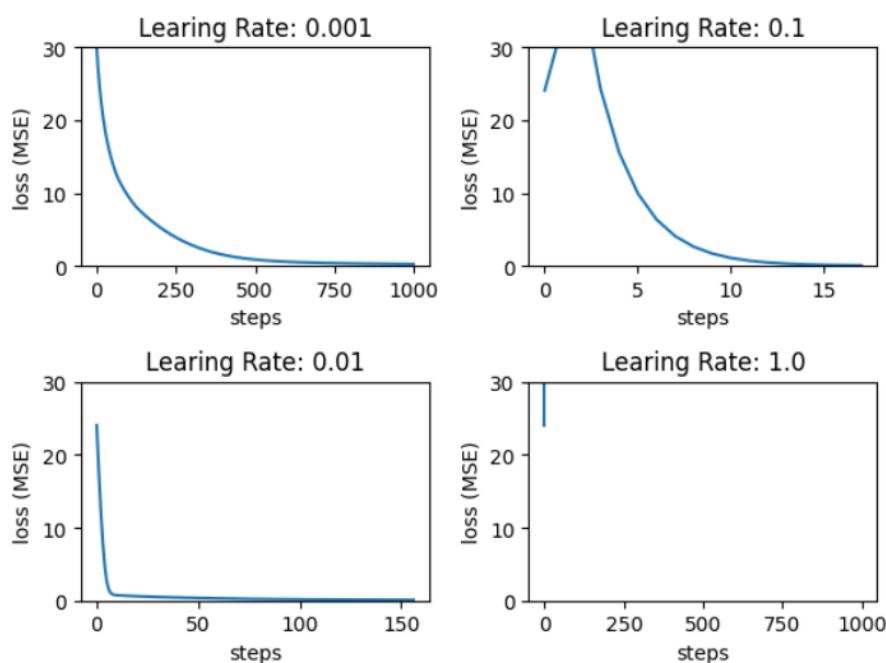 Learing Rate: 0.001
30
20
10
0
loss (MSE)
0 250 500 750 1000
steps
Learing Rate: 0.1
30
20
10
0
loss (MSE)
0 5 10 15
steps
Learing Rate: 0.01
30
20
10
0
loss (MSE)
0 50 100 150
steps
Learing Rate: 1.0
30
20
10
0
loss (MSE)
0 250 500 750 1000
steps